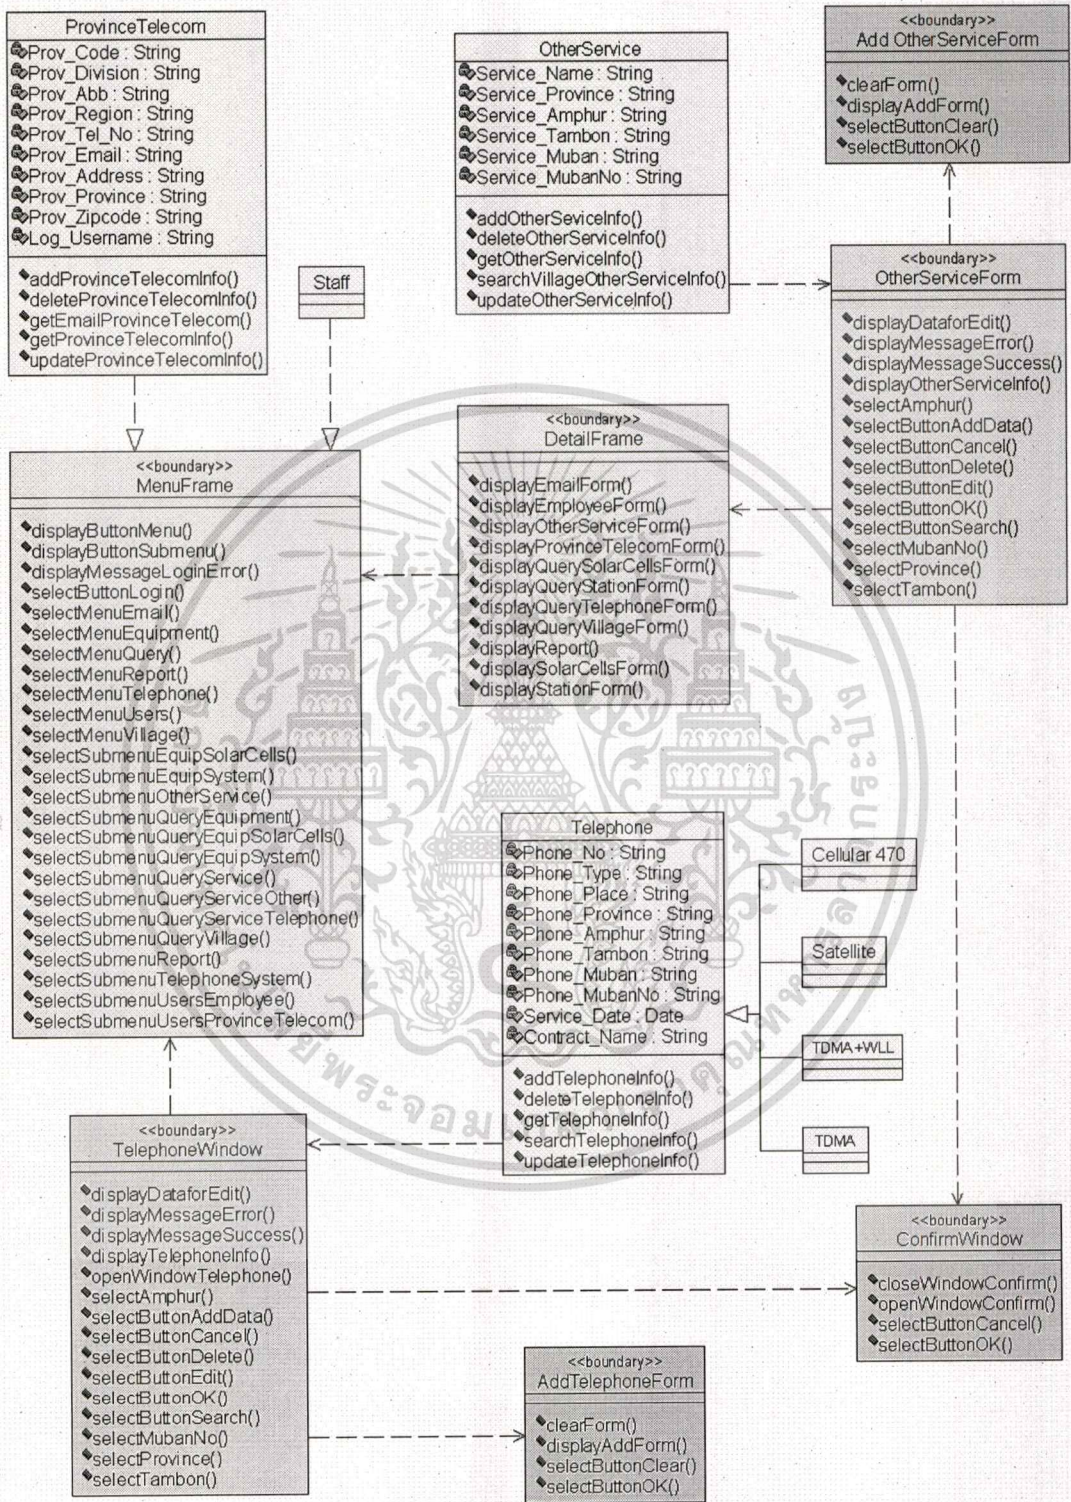 ProvinceTelecom
Prov_Code : String
Prov_Division : String
Prov_Abb : String
Prov_Region : String
Prov_Tel_No : String
Prov_Email : String
Prov_Address : String
Prov_Province : String
Prov_Zipcode : String
Log_Username : String
addProvinceTelecomInfo()
deleteProvinceTelecomInfo()
getEmailProvinceTelecom()
getProvinceTelecomInfo()
updateProvinceTelecomInfo()
Staff
OtherService
Service_Name : String
Service_Province : String
Service_Amphur : String
Service_Tambon : String
Service_Muban : String
Service_MubanNo : String
addOtherSeviceInfo()
deleteOtherServiceInfo()
getOtherServiceInfo()
searchVillageOtherServiceInfo()
updateOtherServiceInfo()
<<boundary>>
Add OtherServiceForm
clearForm()
displayAddForm()
selectButtonClear()
selectButtonOK()
<<boundary>>
OtherServiceForm
displayDataforEdit()
displayMessageError()
displayMessageSuccess()
displayOtherServiceInfo()
selectAmphur()
selectButtonAddData()
selectButtonCancel()
selectButtonDelete()
selectButtonEdit()
selectButtonOK()
selectButtonSearch()
selectMubanNo()
selectProvince()
selectTambon()
<<boundary>>
MenuFrame
displayButtonMenu()
displayButtonSubmenu()
displayMessageLoginError()
selectButtonLogin()
selectMenuEmail()
selectMenuEquipment()
selectMenuQuery()
selectMenuReport()
selectMenuTelephone()
selectMenuUsers()
selectMenuVillage()
selectSubmenuEquipSolarCells()
selectSubmenuEquipSystem()
selectSubmenuOtherService()
selectSubmenuQueryEquipment()
selectSubmenuQueryEquipSolarCells()
selectSubmenuQueryEquipSystem()
selectSubmenuQueryService()
selectSubmenuQueryServiceOther()
selectSubmenuQueryServiceTelephone()
selectSubmenuQueryVillage()
selectSubmenuReport()
selectSubmenuTelephoneSystem()
selectSubmenuUsersEmployee()
selectSubmenuUsersProvinceTelecom()
<<boundary>>
DetailFrame
displayEmailForm()
displayEmployeeForm()
displayOtherServiceForm()
displayProvinceTelecomForm()
displayQuerySolarCellsForm()
displayQueryStationForm()
displayQueryTelephoneForm()
displayQueryVillageForm()
displayReport()
displaySolarCellsForm()
displayStationForm()
Telephone
Phone_No : String
Phone_Type : String
Phone_Place : String
Phone_Province : String
Phone_Amphur : String
Phone_Tambon : String
Phone_Muban : String
Phone_MubanNo : String
Service_Date : Date
Contract_Name : String
addTelephoneInfo()
deleteTelephoneInfo()
getTelephoneInfo()
searchTelephoneInfo()
updateTelephoneInfo()
Cellular 470
Satellite
TDMA+WLL
TDMA
<<boundary>>
TelephoneWindow
displayDataforEdit()
displayMessageError()
displayMessageSuccess()
displayTelephoneInfo()
openWindowTelephone()
selectAmphur()
selectButtonAddData()
selectButtonCancel()
selectButtonDelete()
selectButtonEdit()
selectButtonOK()
selectButtonSearch()
selectMubanNo()
selectProvince()
selectTambon()
<<boundary>>
ConfirmWindow
closeWindowConfirm()
openWindowConfirm()
selectButtonCancel()
selectButtonOK()
<<boundary>>
AddTelephoneForm
clearForm()
displayAddForm()
selectButtonClear()
selectButtonOK()